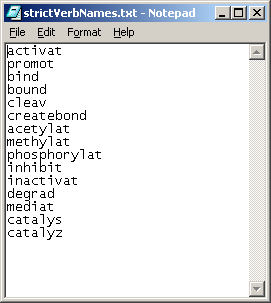 strictVerbNames.txt - Notepad
File Edit Format Help
activat
promot
bind
bound
cleav
createbond
acetylat
methylat
phosphorylat
inhibit
inactivat
degrad
mediat
catalys
catalyz